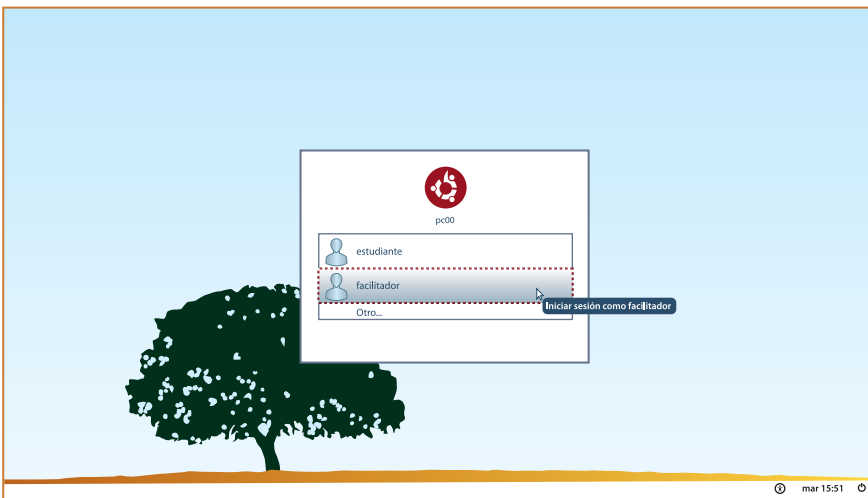 pc00
estudiante
facilitador
Iniciar sesión como facilitador
Otro...
mar 15:51